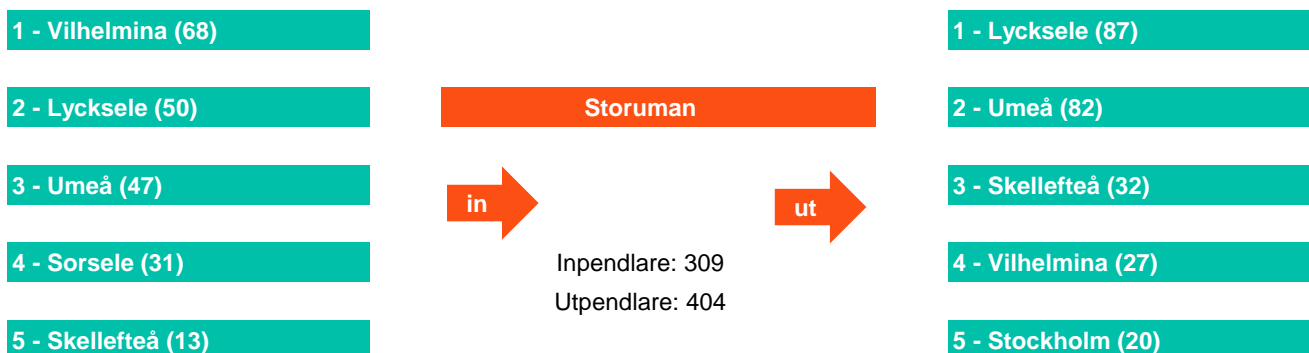 1 - Vilhelmina (68)
2 - Lycksele (50)
3 - Umeå (47)
4 - Sorsele (31)
5 - Skellefteå (13)
Storuman
in
ut
Inpendlare: 309
Utpendlare: 404
1 - Lycksele (87)
2 - Umeå (82)
3 - Skellefteå (32)
4 - Vilhelmina (27)
5 - Stockholm (20)